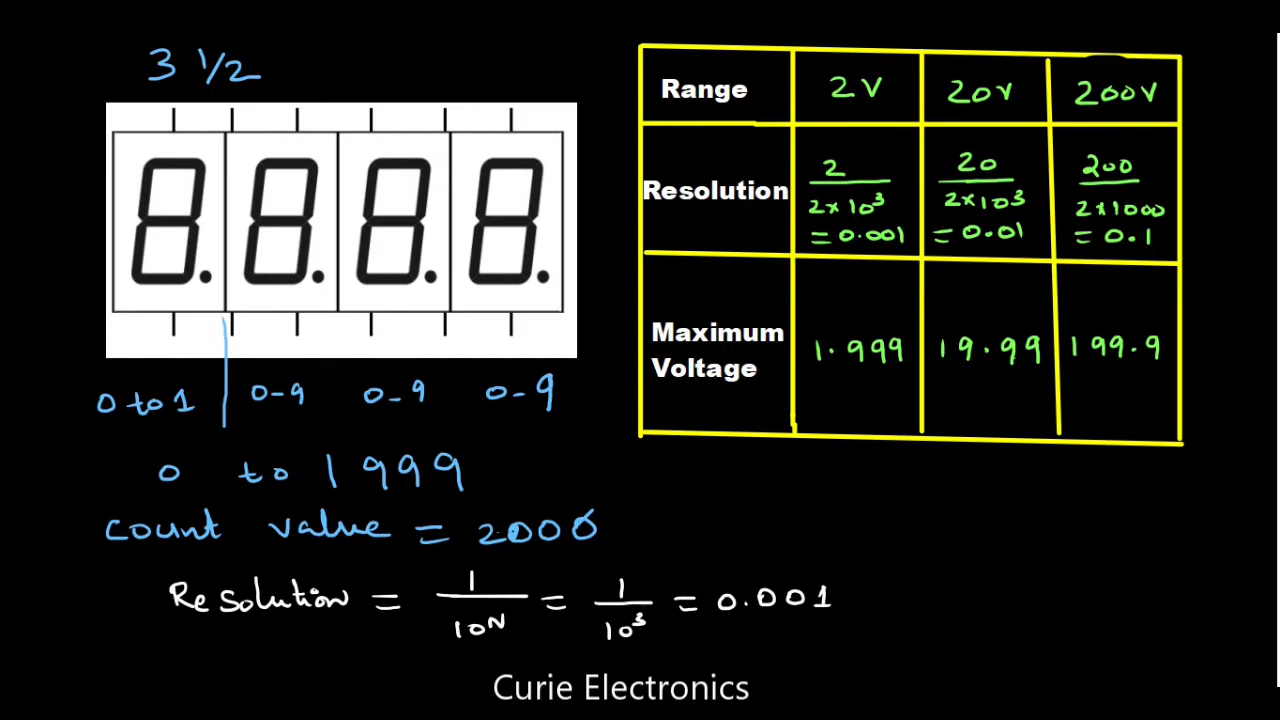 3 1/2
8. 8. 8. 8.
0 to 1 0-9 0-9 0-9
0 to 1999
count value = 2000
Resolution = 1/10^N = 1/10^3 = 0.001
Range 2V 20V 200V
Resolution 2/2×10^3 = 0.001 20/2×10^3 = 0.01 200/2×1000 = 0.1
Maximum Voltage 1.999 19.99 199.9
Curie Electronics